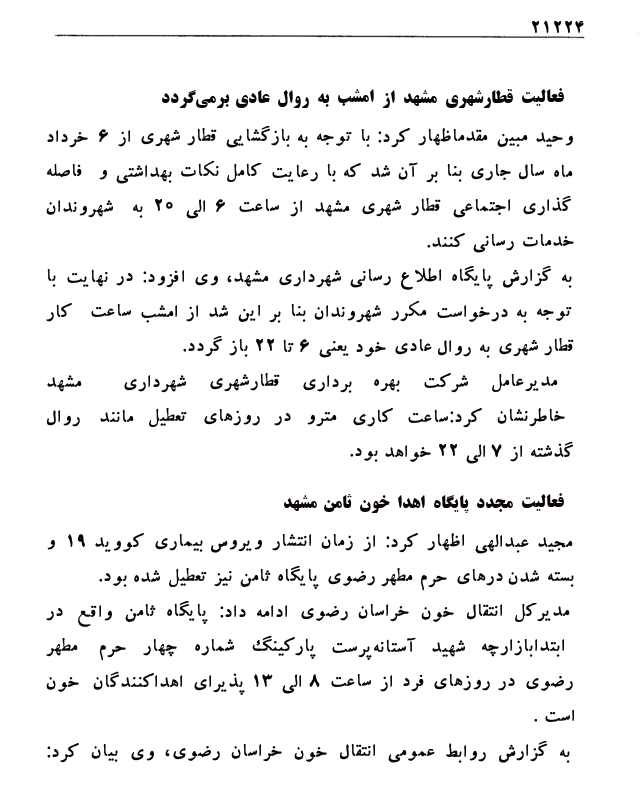 ۲۱۲۲۴
فعالیت قطارشهری مشهد از امشب به روال عادی برمی‌گردد
وحید مبین مقدماظهار کرد: با توجه به بازگشایی قطار شهری از ۶ خرداد
ماه سال جاری بنا بر آن شد که با رعایت کامل نکات بهداشتی و فاصله
گذاری اجتماعی قطار شهری مشهد از ساعت ۶ الی ۲۰ به شهروندان
خدمات رسانی کنند.
به گزارش پایگاه اطلاع رسانی شهرداری مشهد، وی افزود: در نهایت با
توجه به درخواست مکرر شهروندان بنا بر این شد از امشب ساعت کار
قطار شهری به روال عادی خود یعنی ۶ تا ۲۲ باز گردد.
مدیرعامل شرکت بهره برداری قطارشهری شهرداری مشهد
خاطرنشان کرد:ساعت کاری مترو در روزهای تعطیل مانند روال
گذشته از ۷ الی ۲۲ خواهد بود.
فعالیت مجدد پایگاه اهدا خون ثامن مشهد
مجید عبدالهی اظهار کرد: از زمان انتشار ویروس بیماری کووید ۱۹ و
بسته شدن درهای حرم مطهر رضوی پایگاه ثامن نیز تعطیل شده بود.
مدیرکل انتقال خون خراسان رضوی ادامه داد: پایگاه ثامن واقع در
ابتدابازارچه شهید آستانه‌پرست پارکینگ شماره چهار حرم مطهر
رضوی در روزهای فرد از ساعت ۸ الی ۱۳ پذیرای اهداکنندگان خون
است .
به گزارش روابط عمومی انتقال خون خراسان رضوی، وی بیان کرد: